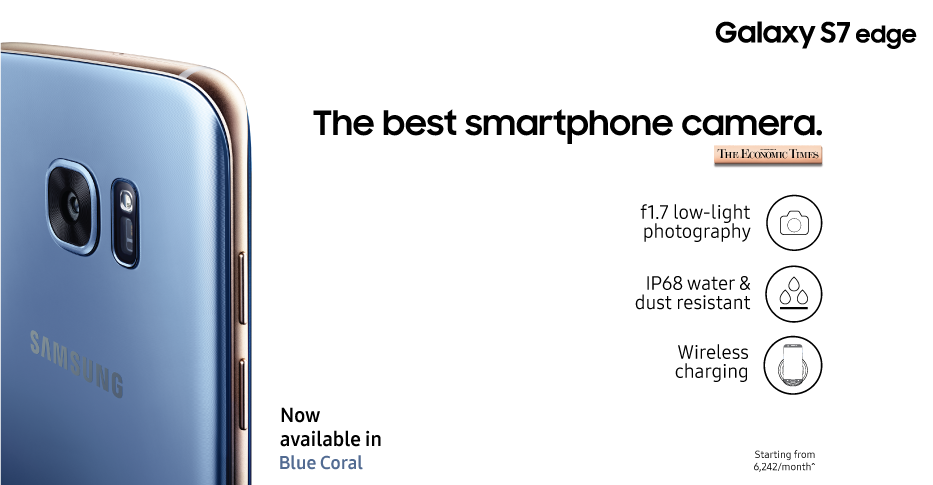 Galaxy S7 edge
The best smartphone camera.
THE ECONOMIC TIMES
f1.7 low-light
photography
IP68 water &
dust resistant
Wireless
charging
SAMSUNG
Now
available in
Blue Coral
Starting from
6,242/month^